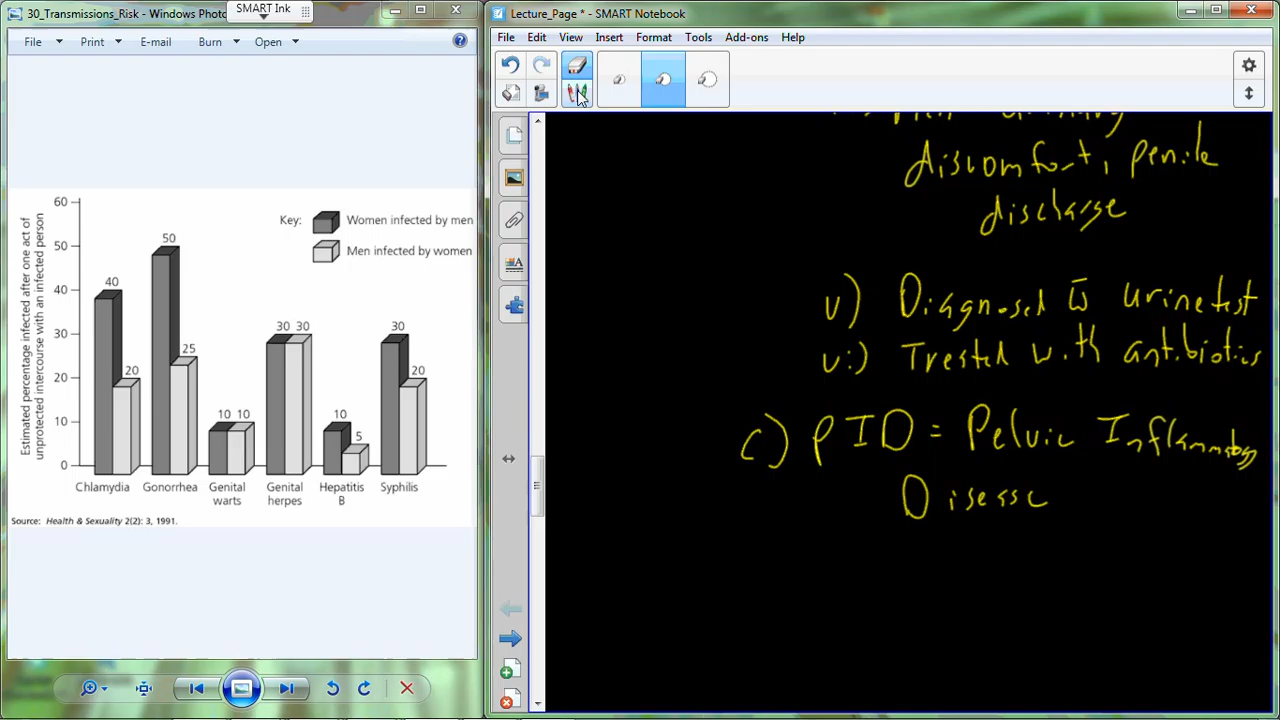 30_Transmissions_Risk - Windows Photo
SMART Ink
File Print E-mail Burn Open
60
50
40
30
20
10
0
Estimated percentage infected after one act of
unprotected intercourse with an infected person
Key: Women infected by men
Men infected by women
40
20
50
25
10 10
30 30
10
5
30
20
Chlamydia
Gonorrhea
Genital
warts
Genital
herpes
Hepatitis
B
Syphilis
Source: Health & Sexuality 2(2): 3, 1991.
Lecture_Page * - SMART Notebook
File Edit View Insert Format Tools Add-ons Help
discomfort, penile
discharge
v) Diagnosed w̄ urine test
vi) Treated with antibiotics
c) PID = Pelvic Inflammatory
Disease